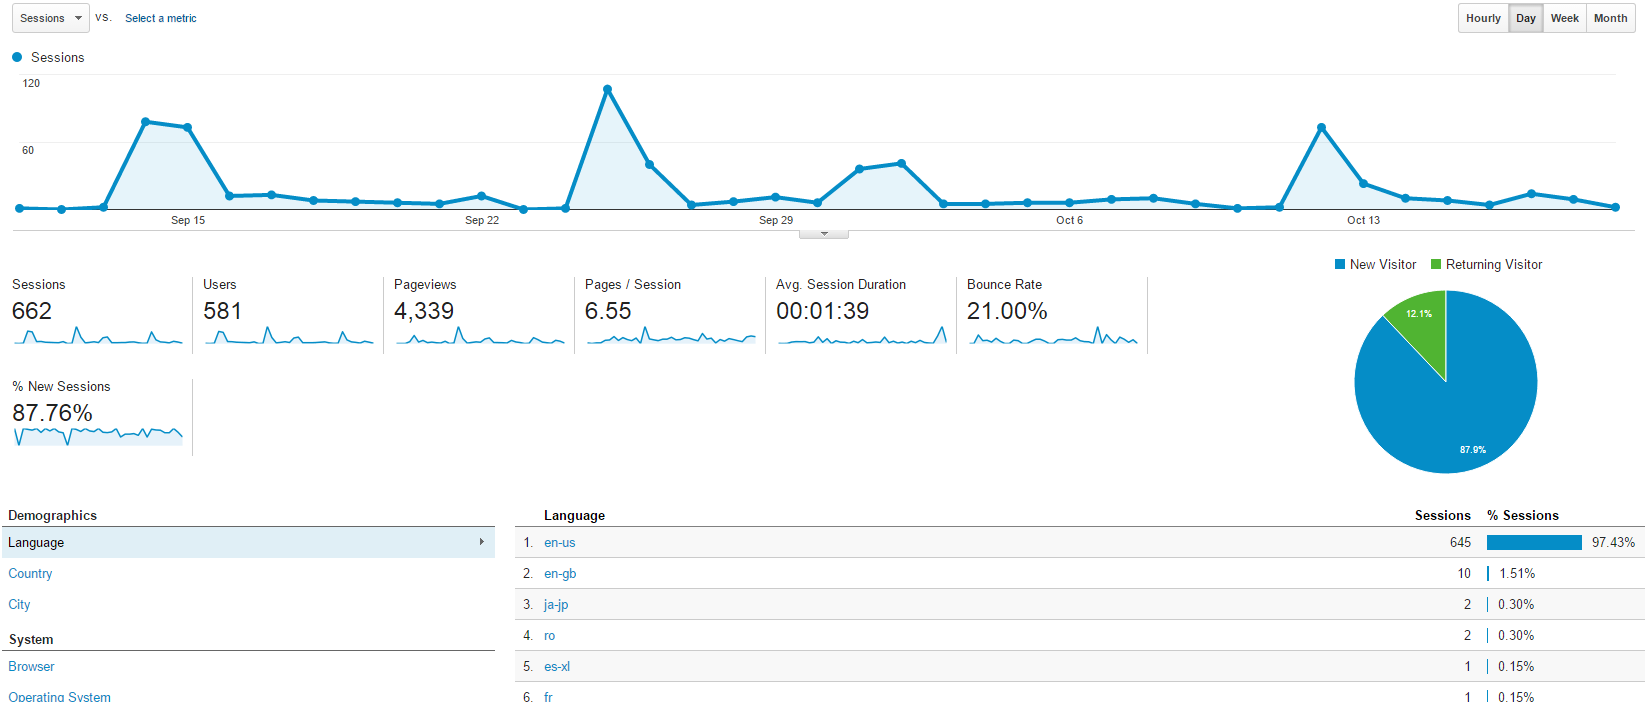 Sessions vs. Select a metric Hourly Day Week Month
Sessions
120
60
Sep 15 Sep 22 Sep 29 Oct 6 Oct 13
New Visitor Returning Visitor
Sessions Users Pageviews Pages / Session Avg. Session Duration Bounce Rate
662 581 4,339 6.55 00:01:39 21.00%
12.1%
% New Sessions
87.76%
87.9%
Demographics
Language
Country
City
System
Browser
Operating System
Language Sessions % Sessions
1. en-us 645 97.43%
2. en-gb 10 1.51%
3. ja-jp 2 0.30%
4. ro 2 0.30%
5. es-xl 1 0.15%
6. fr 1 0.15%